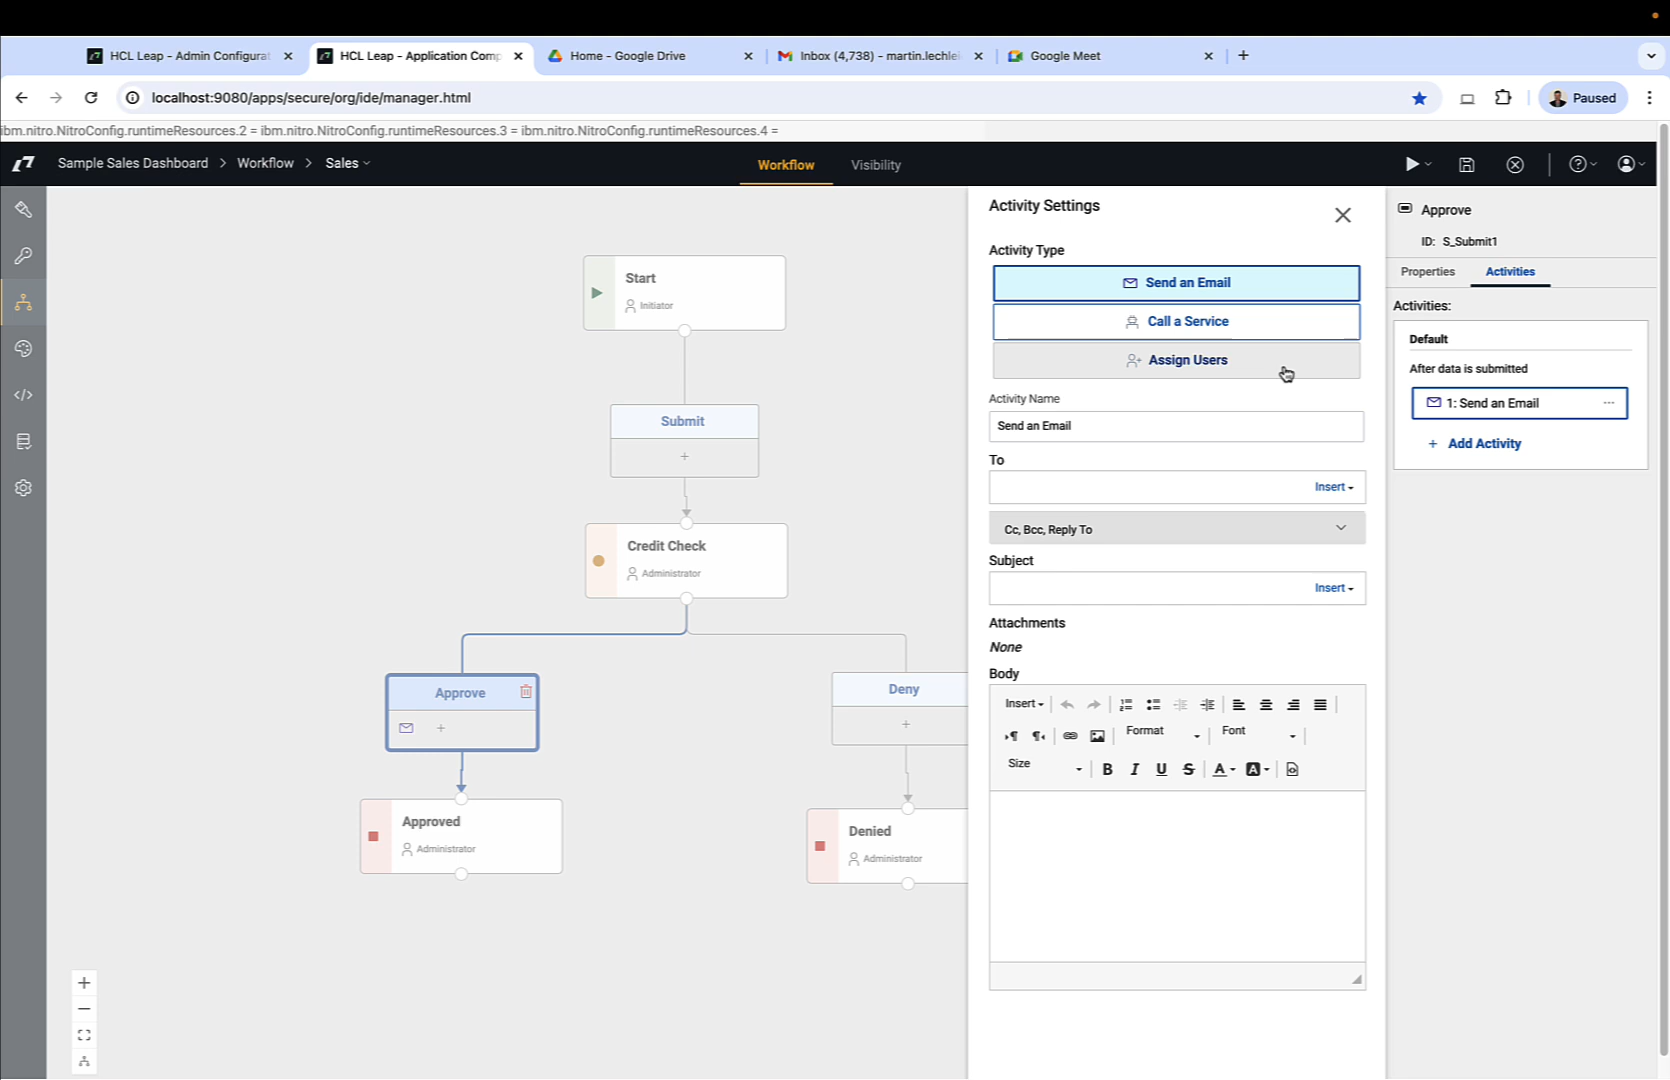 HCL Leap - Admin Configurat
HCL Leap - Application Comp
Home - Google Drive
Inbox (4,738) - martin.lechlei
Google Meet
localhost:9080/apps/secure/org/ide/manager.html
Paused
ibm.nitro.NitroConfig.runtimeResources.2 = ibm.nitro.NitroConfig.runtimeResources.3 = ibm.nitro.NitroConfig.runtimeResources.4 =
Sample Sales Dashboard > Workflow > Sales
Workflow
Visibility
Start
Initiator
Submit
+
Credit Check
Administrator
Approve
+
Deny
+
Approved
Administrator
Denied
Administrator
Activity Settings
Activity Type
Send an Email
Call a Service
Assign Users
Activity Name
Send an Email
To
Insert
Cc, Bcc, Reply To
Subject
Insert
Attachments
None
Body
Insert
Format
Font
Size
B I U S A A
Approve
ID: S_Submit1
Properties
Activities
Activities:
Default
After data is submitted
1: Send an Email ...
+ Add Activity